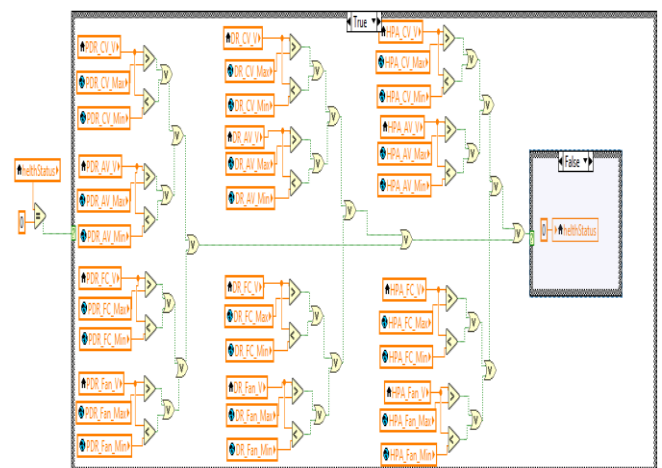 True
PDR_CV_V
PDR_CV_Max
PDR_CV_Min
PDR_AV_V
PDR_AV_Max
PDR_AV_Min
PDR_FC_V
PDR_FC_Max
PDR_FC_Min
PDR_Fan_V
PDR_Fan_Max
PDR_Fan_Min
DR_CV_V
DR_CV_Max
DR_CV_Min
DR_AV_V
DR_AV_Max
DR_AV_Min
DR_FC_V
DR_FC_Max
DR_FC_Min
DR_Fan_V
DR_Fan_Max
DR_Fan_Min
HPA_CV_V
HPA_CV_Max
HPA_CV_Min
HPA_AV_V
HPA_AV_Max
HPA_AV_Min
HPA_FC_V
HPA_FC_Max
HPA_FC_Min
HPA_Fan_V
HPA_Fan_Max
HPA_Fan_Min
helthStatus
0
False
0
helthStatus